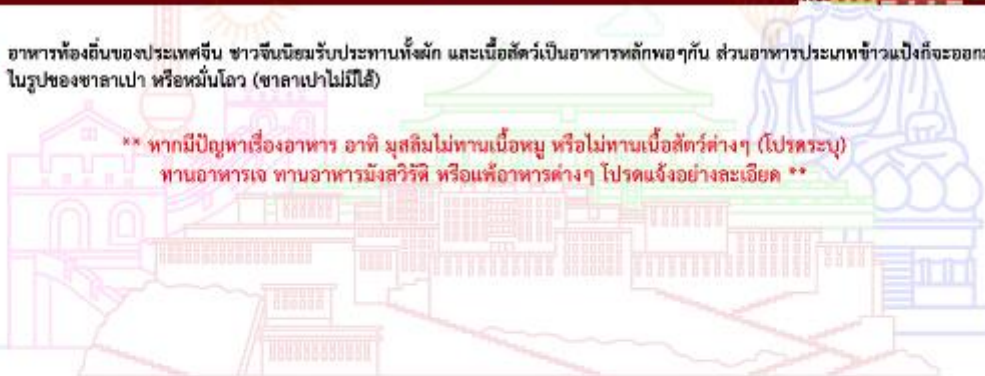 อาหารท้องถิ่นของประเทศจีน ชาวจีนนิยมรับประทานทั้งผัก และเนื้อสัตว์เป็นอาหารหลักพอๆกัน ส่วนอาหารประเภทข้าวแป้งก็จะออกม
ในรูปของซาลาเปา หรือหมั่นโถว (ซาลาเปาไม่มีไส้)
** หากมีปัญหาเรื่องอาหาร อาทิ มุสลิมไม่ทานเนื้อหมู หรือไม่ทานเนื้อสัตว์ต่างๆ (โปรดระบุ)
ทานอาหารเจ ทานอาหารมังสวิรัติ หรือแพ้อาหารต่างๆ โปรดแจ้งอย่างละเอียด **